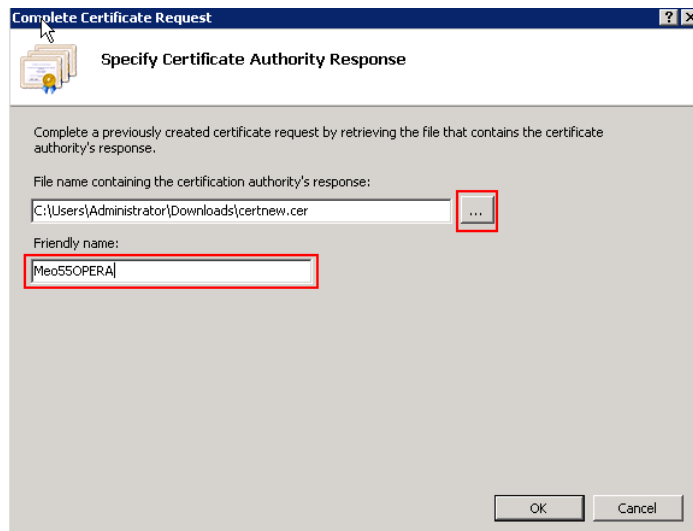 Complete Certificate Request
Specify Certificate Authority Response
Complete a previously created certificate request by retrieving the file that contains the certificate
authority's response.
File name containing the certification authority's response:
C:\Users\Administrator\Downloads\certnew.cer
...
Friendly name:
Meo55OPERA
OK Cancel